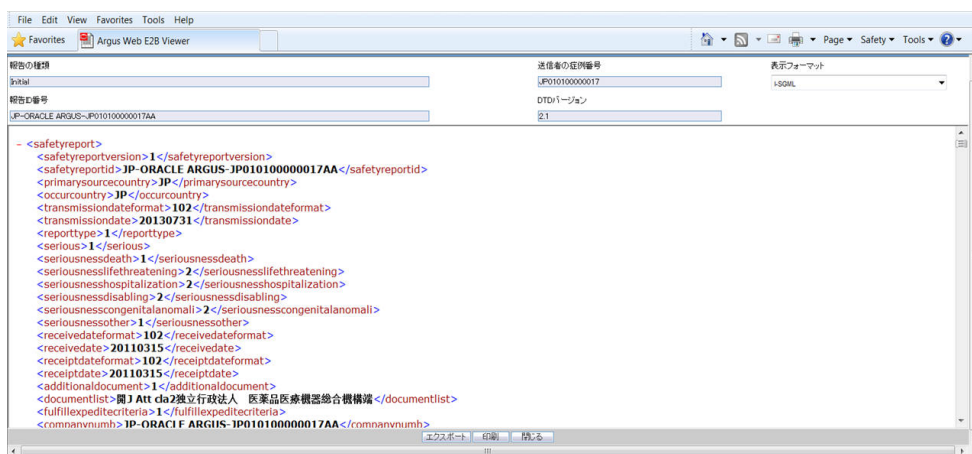 File Edit View Favorites Tools Help
Favorites Argus Web E2B Viewer Page Safety Tools
報告の種類 送信者の症例番号 表示フォーマット
Initial JP010100000017 I-SGML
報告ID番号 DTDバージョン
JP-ORACLE ARGUS-JP010100000017AA 2.1
- <safetyreport>
<safetyreportversion>1</safetyreportversion>
<safetyreportid>JP-ORACLE ARGUS-JP010100000017AA</safetyreportid>
<primarysourcecountry>JP</primarysourcecountry>
<occurcountry>JP</occurcountry>
<transmissiondateformat>102</transmissiondateformat>
<transmissiondate>20130731</transmissiondate>
<reporttype>1</reporttype>
<serious>1</serious>
<seriousnessdeath>1</seriousnessdeath>
<seriousnesslifethreatening>2</seriousnesslifethreatening>
<seriousnesshospitalization>2</seriousnesshospitalization>
<seriousnessdisabling>2</seriousnessdisabling>
<seriousnesscongenitalanomali>2</seriousnesscongenitalanomali>
<seriousnessother>1</seriousnessother>
<receivedateformat>102</receivedateformat>
<receivedate>20110315</receivedate>
<receiptdateformat>102</receiptdateformat>
<receiptdate>20110315</receiptdate>
<additionaldocument>1</additionaldocument>
<documentlist>開J Att cla2独立行政法人 医薬品医療機器総合機構端</documentlist>
<fulfillexpeditecriteria>1</fulfillexpeditecriteria>
<companynumb>JP-ORACLE ARGUS-JP010100000017AA</companynumb>
エクスポート 印刷 閉じる